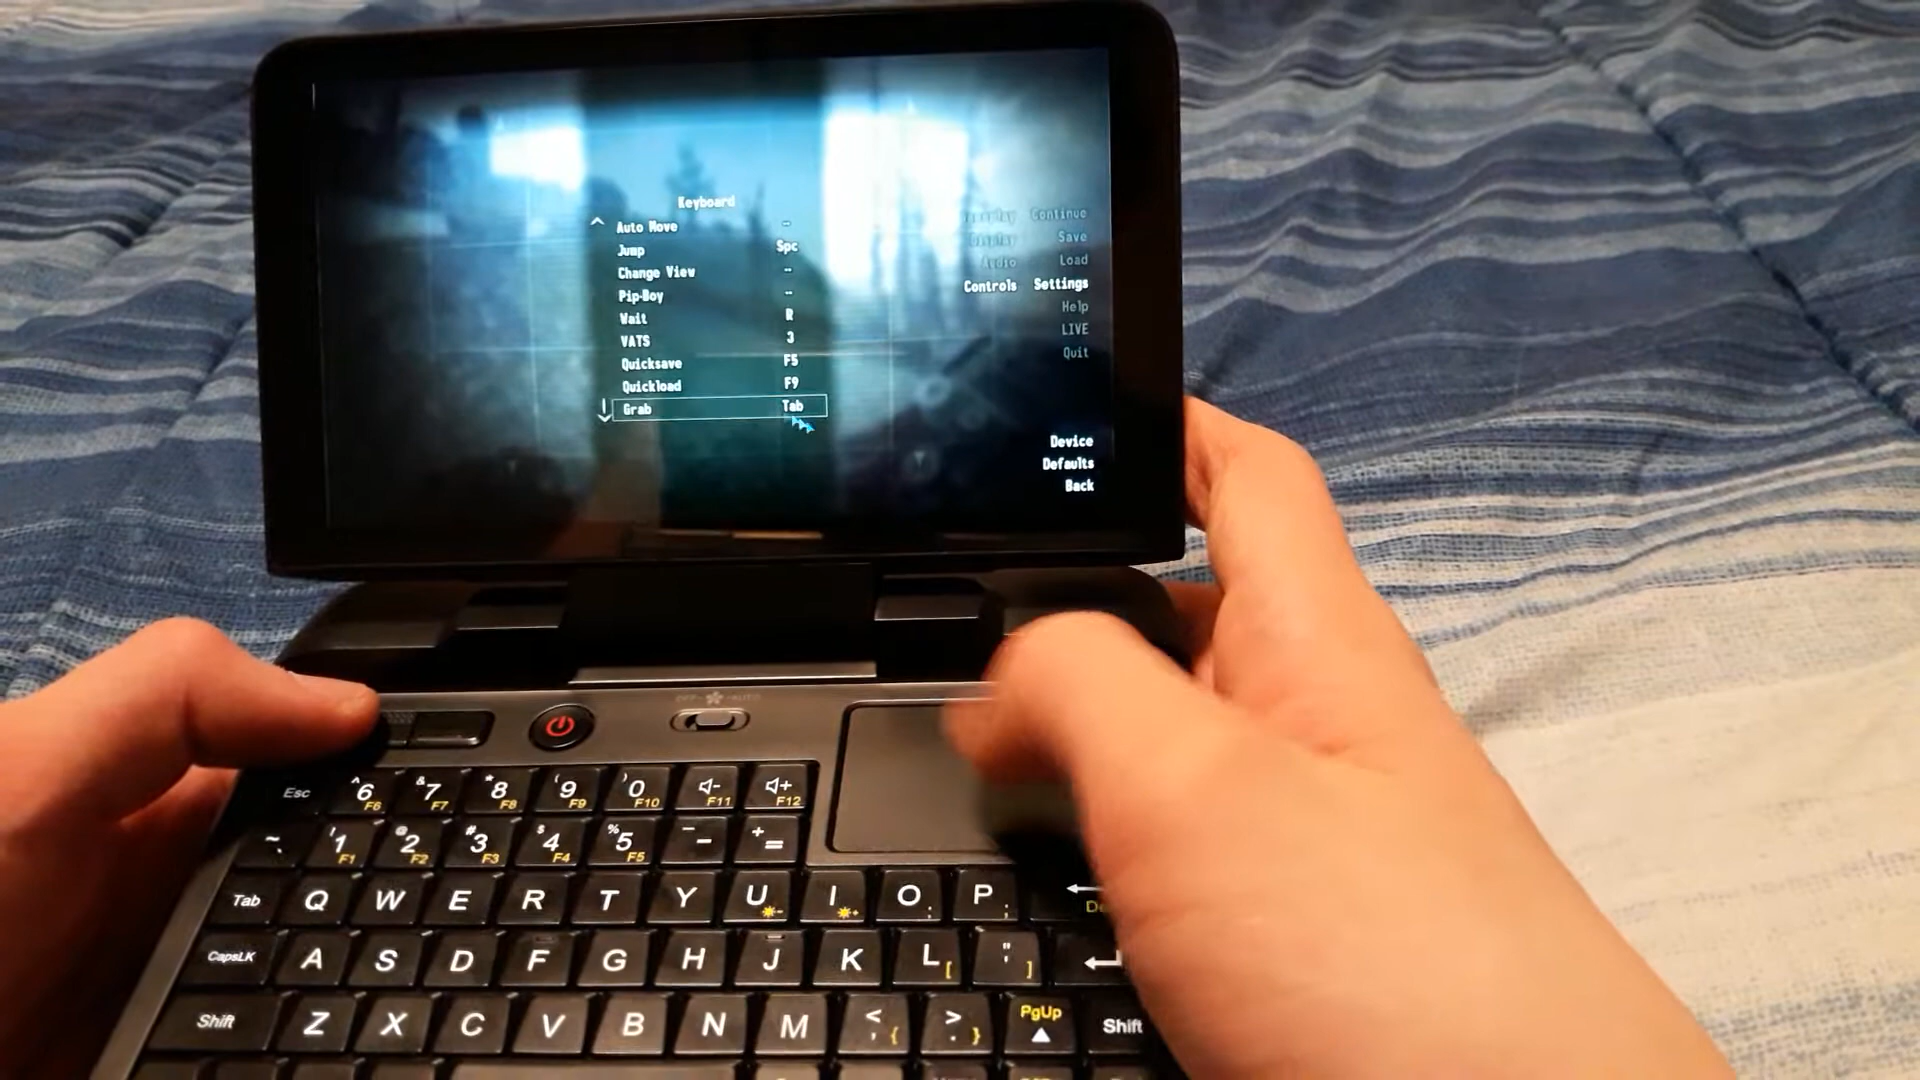 Keyboard
Auto Move --
Jump Spc
Change View --
Pip-Boy --
Wait R
VATS 3
Quicksave F5
Quickload F9
Grab Tab
Continue
Display Save
Audio Load
Controls Settings
Help
LIVE
Quit
Device
Defaults
Back
Esc ^6 F6 &7 F7 *8 F8 (9 F9 )0 F10 - F11 + F12
~ !1 F1 @2 F2 #3 F3 $4 F4 %5 F5 _- +=
Tab Q W E R T Y U I O: P;
CapsLK A S D F G H J K L[ "']
Shift Z X C V B N M <,{ >.} PgUp Shift